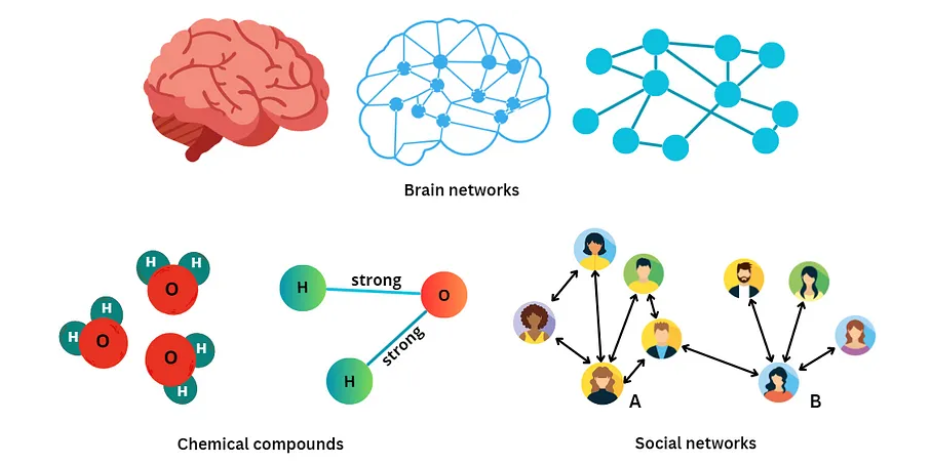 Brain networks
H
H
O
H
H
O
O
H
H
H
strong
O
strong
H
A
B
Chemical compounds
Social networks